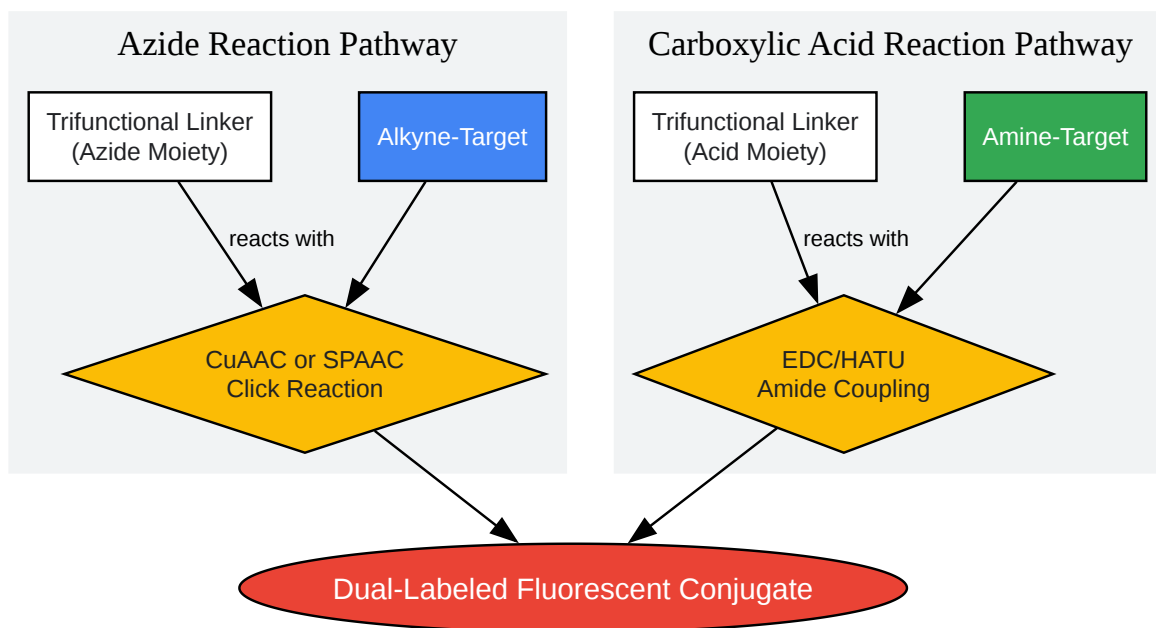 Azide Reaction Pathway
Trifunctional Linker
(Azide Moiety)
Alkyne-Target
reacts with
CuAAC or SPAAC
Click Reaction
Carboxylic Acid Reaction Pathway
Trifunctional Linker
(Acid Moiety)
Amine-Target
reacts with
EDC/HATU
Amide Coupling
Dual-Labeled Fluorescent Conjugate